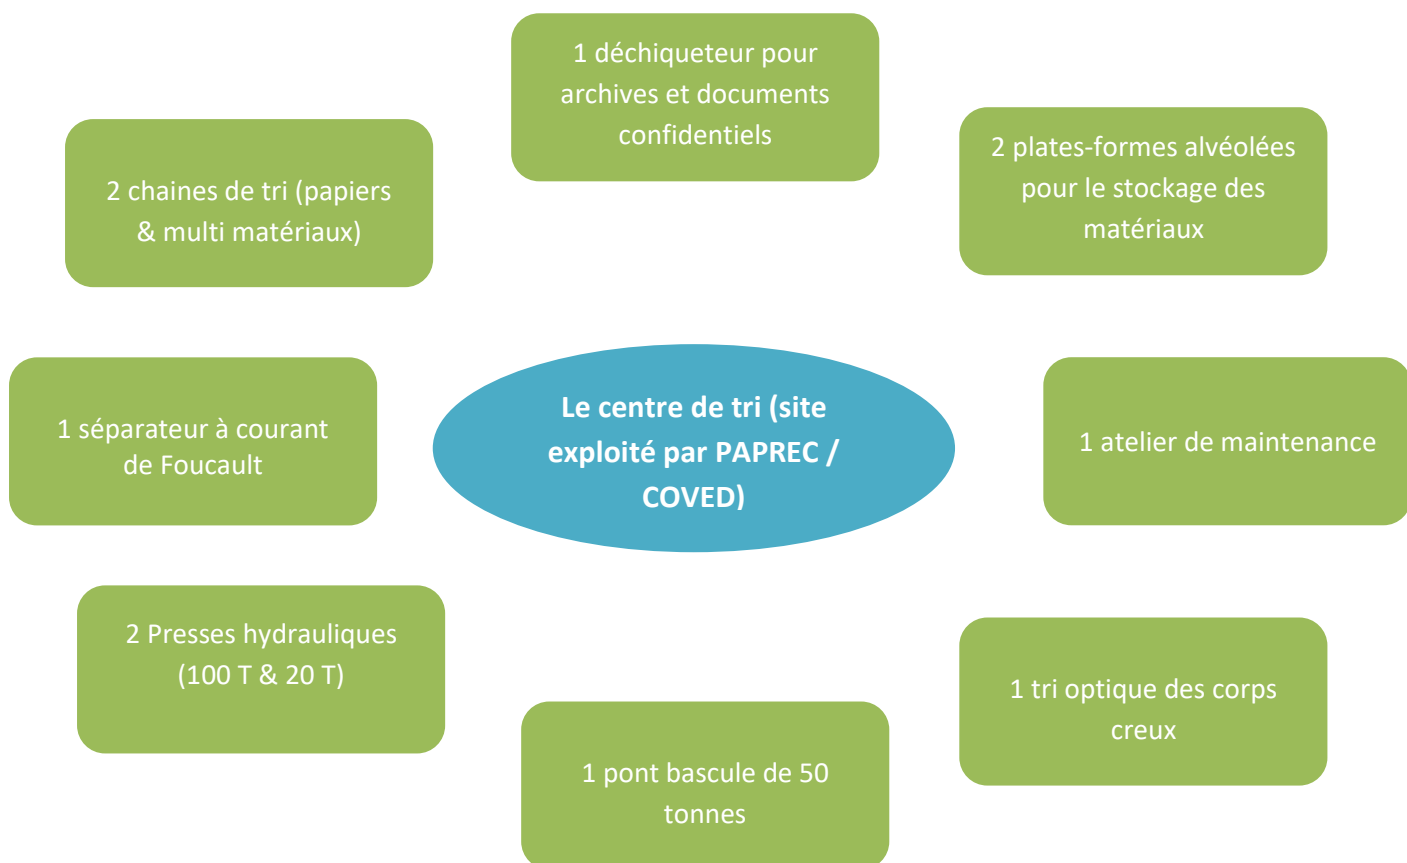 1 déchiqueteur pour
archives et documents
confidentiels
2 chaines de tri (papiers
& multi matériaux)
2 plates-formes alvéolées
pour le stockage des
matériaux
1 séparateur à courant
de Foucault
Le centre de tri (site
exploité par PAPREC /
COVED)
1 atelier de maintenance
2 Presses hydrauliques
(100 T & 20 T)
1 tri optique des corps
creux
1 pont bascule de 50
tonnes